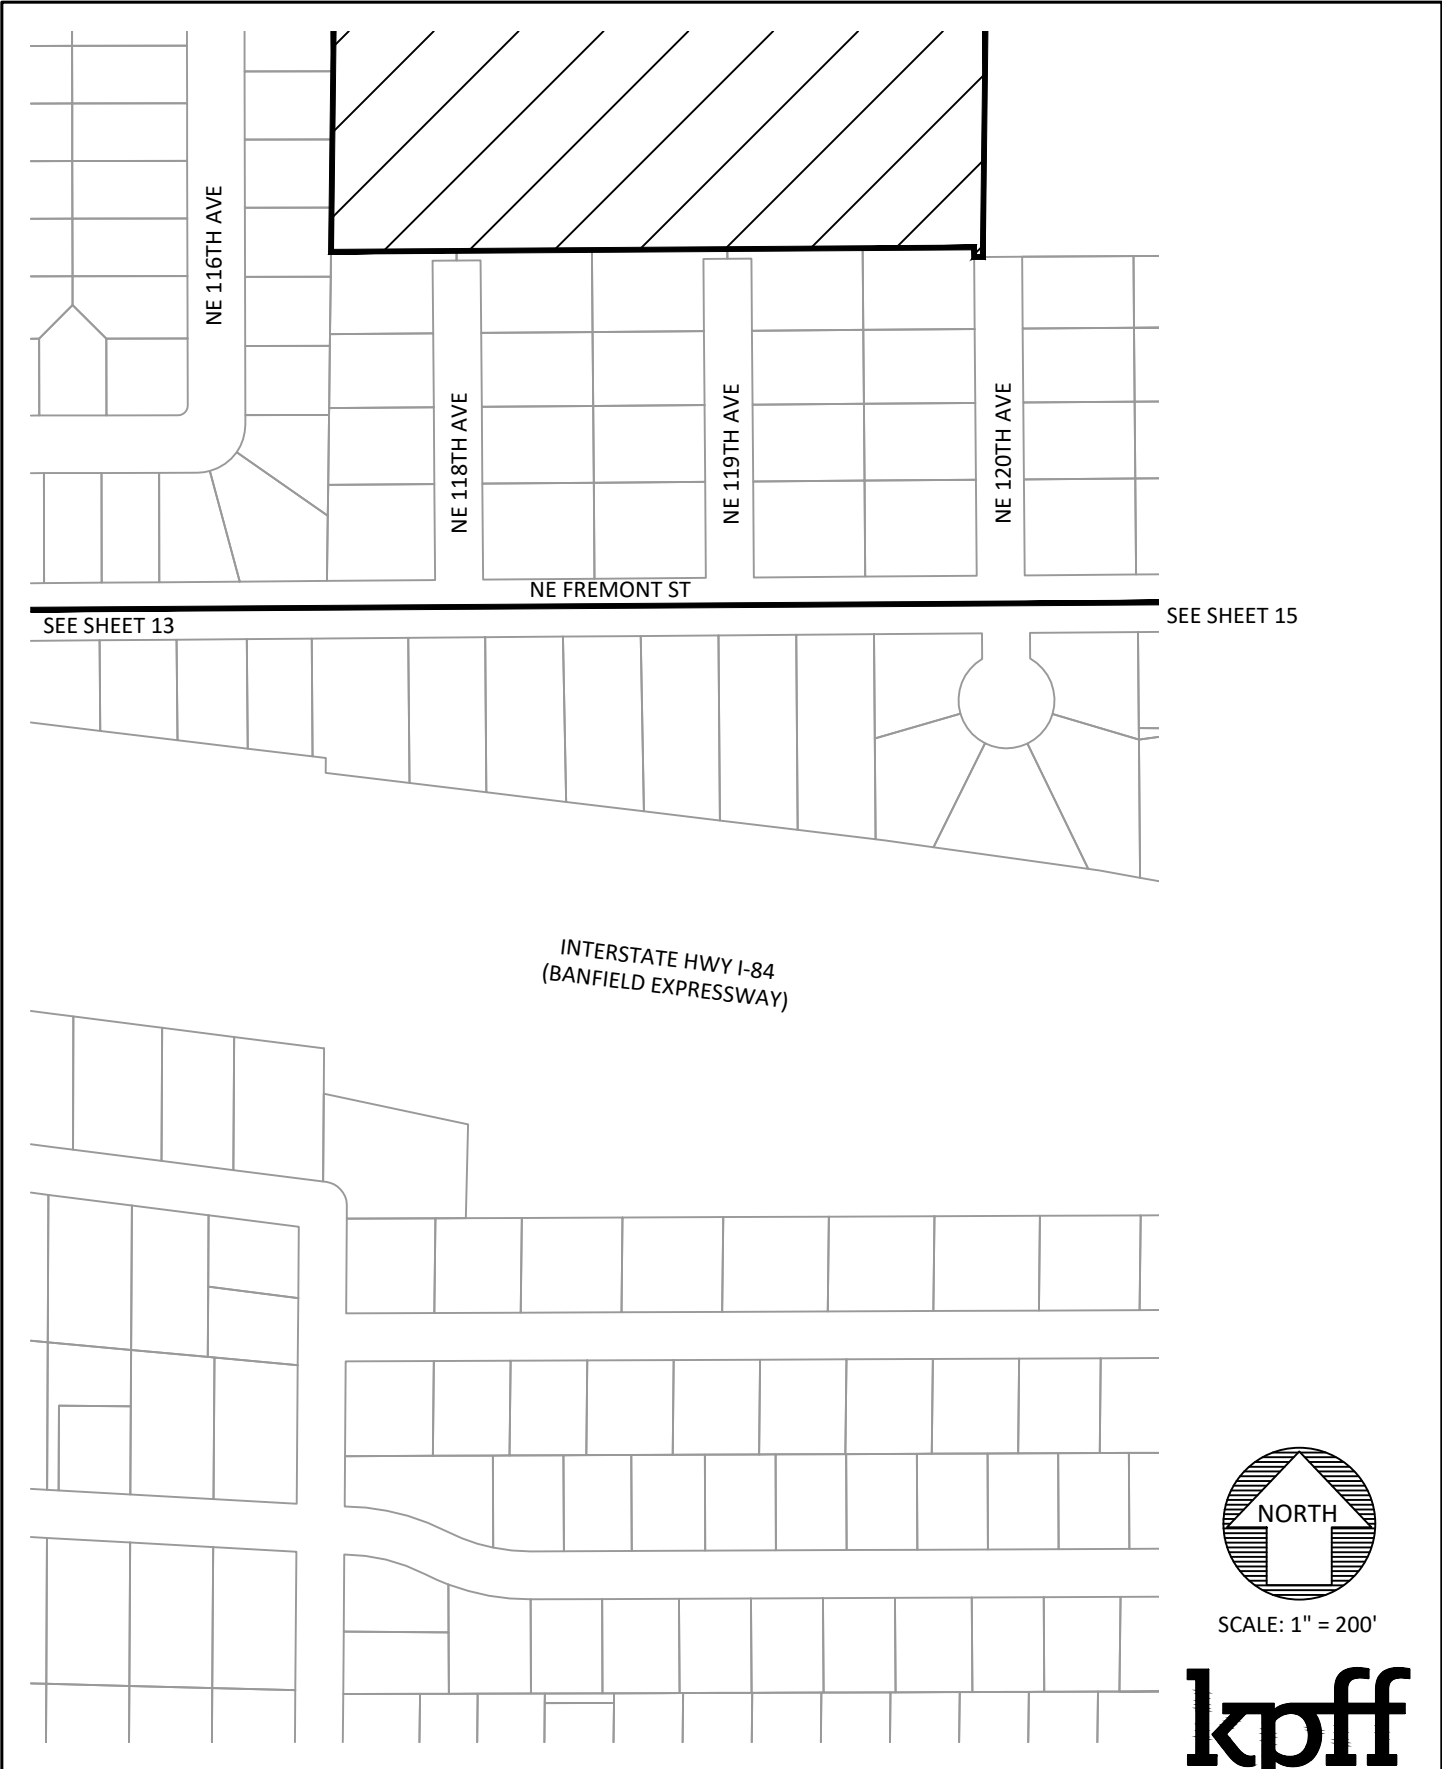 NE 116TH AVE
NE 118TH AVE
NE 119TH AVE
NE 120TH AVE
NE FREMONT ST
SEE SHEET 13
SEE SHEET 15
INTERSTATE HWY I-84
(BANFIELD EXPRESSWAY)
NORTH
SCALE: 1" = 200'
kpff